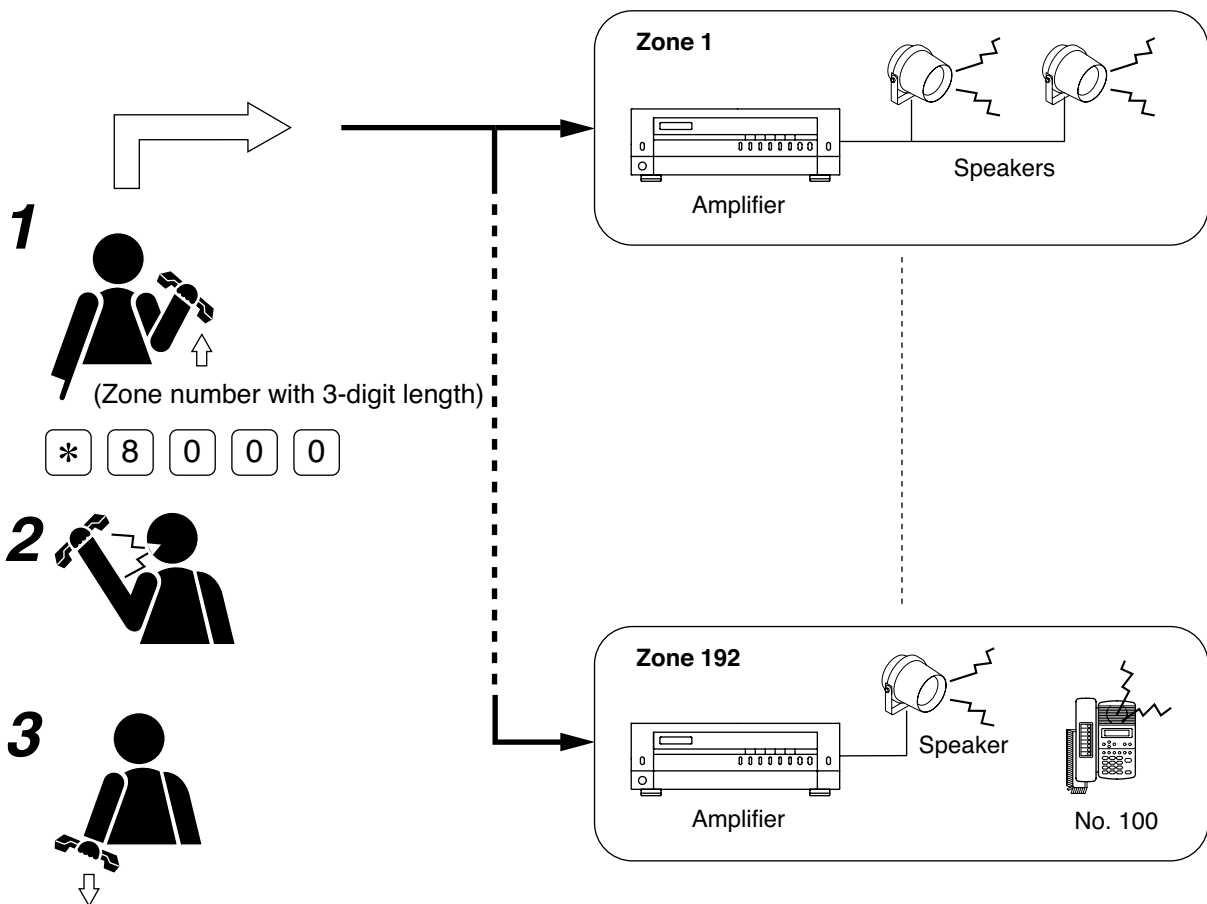 Zone 1
Speakers
Amplifier
1
(Zone number with 3-digit length)
* 8 0 0 0
2
3
Zone 192
Speaker
Amplifier
No. 100